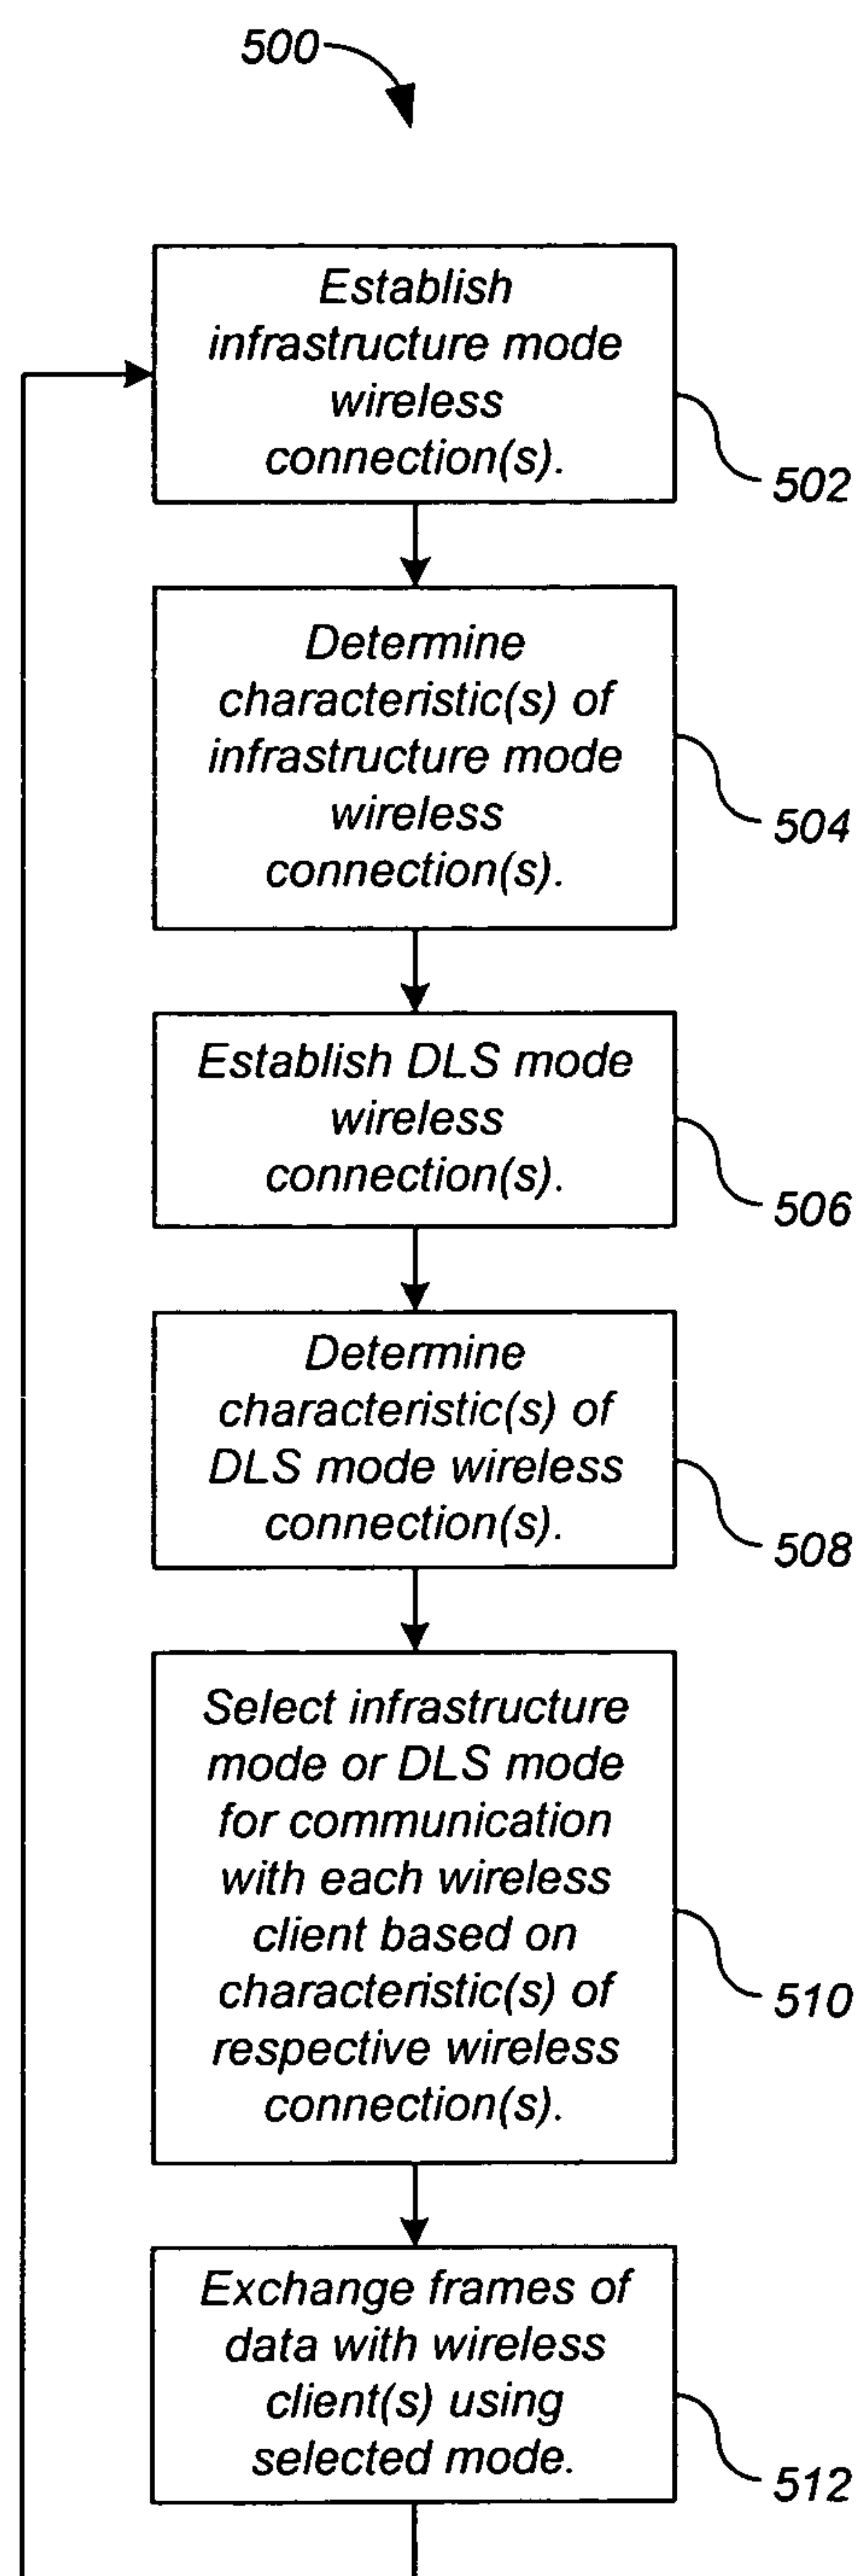 500
Establish
infrastructure mode
wireless
connection(s).
502
Determine
characteristic(s) of
infrastructure mode
wireless
connection(s).
504
Establish DLS mode
wireless
connection(s).
506
Determine
characteristic(s) of
DLS mode wireless
connection(s).
508
Select infrastructure
mode or DLS mode
for communication
with each wireless
client based on
characteristic(s) of
respective wireless
connection(s).
510
Exchange frames of
data with wireless
client(s) using
selected mode.
512